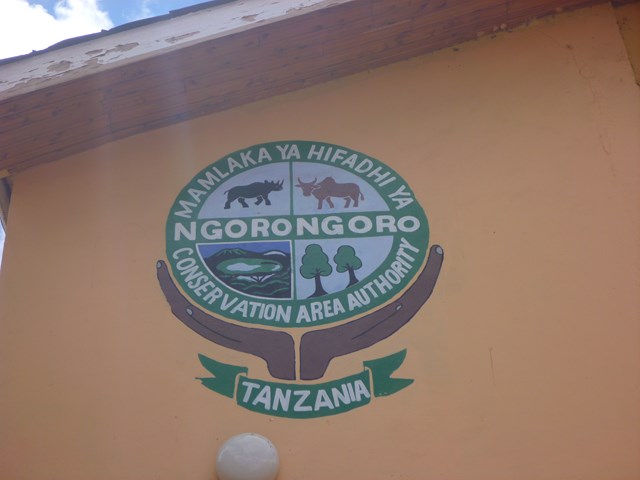 MAMLAKA YA HIFADHI YA
NGORONGORO
CONSERVATION AREA AUTHORITY
TANZANIA